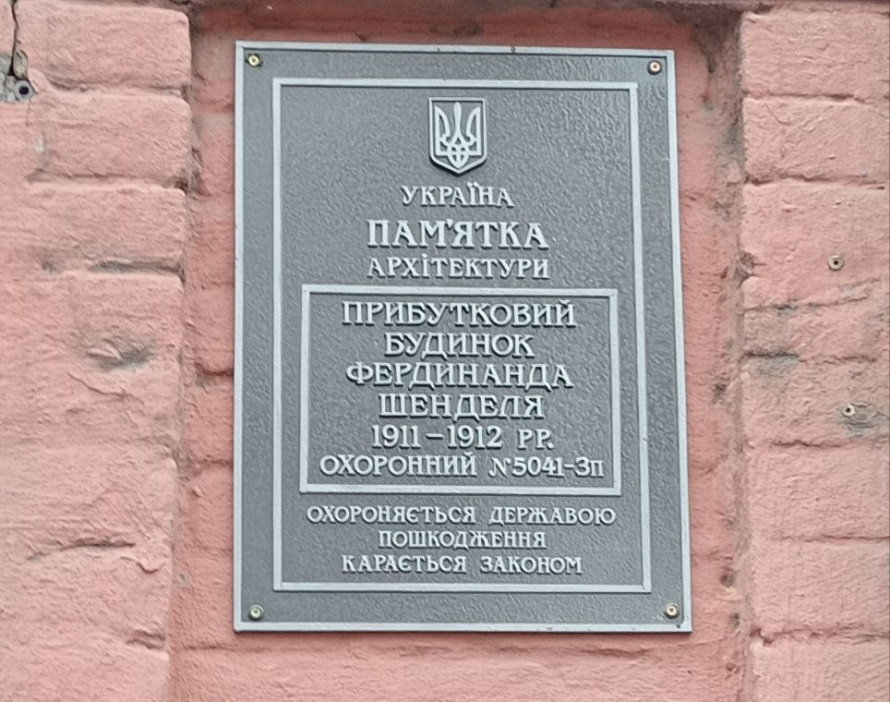 УКРАЇНА
ПАМ'ЯТКА
АРХІТЕКТУРИ
ПРИБУТКОВИЙ
БУДИНОК
ФЕРДИНАНДА
ШЕНДЕЛЯ
1911-1912 РР.
ОХОРОННИЙ №5041-Зп
ОХОРОНЯЄТЬСЯ ДЕРЖАВОЮ
ПОШКОДЖЕННЯ
КАРАЄТЬСЯ ЗАКОНОМ